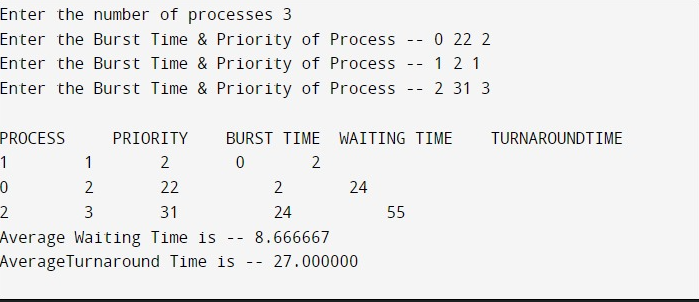 Enter the number of processes 3
Enter the Burst Time & Priority of Process -- 0 22 2
Enter the Burst Time & Priority of Process -- 1 2 1
Enter the Burst Time & Priority of Process -- 2 31 3
PROCESS PRIORITY BURST TIME WAITING TIME TURNAROUNDTIME
1 1 2 0 2
0 2 22 2 24
2 3 31 24 55
Average Waiting Time is -- 8.666667
AverageTurnaround Time is -- 27.000000